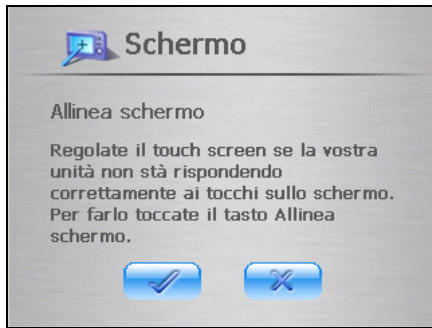 Schermo
Allinea schermo
Regolate il touch screen se la vostra
unità non stà rispondendo
correttamente ai tocchi sullo schermo.
Per farlo toccate il tasto Allinea
schermo.